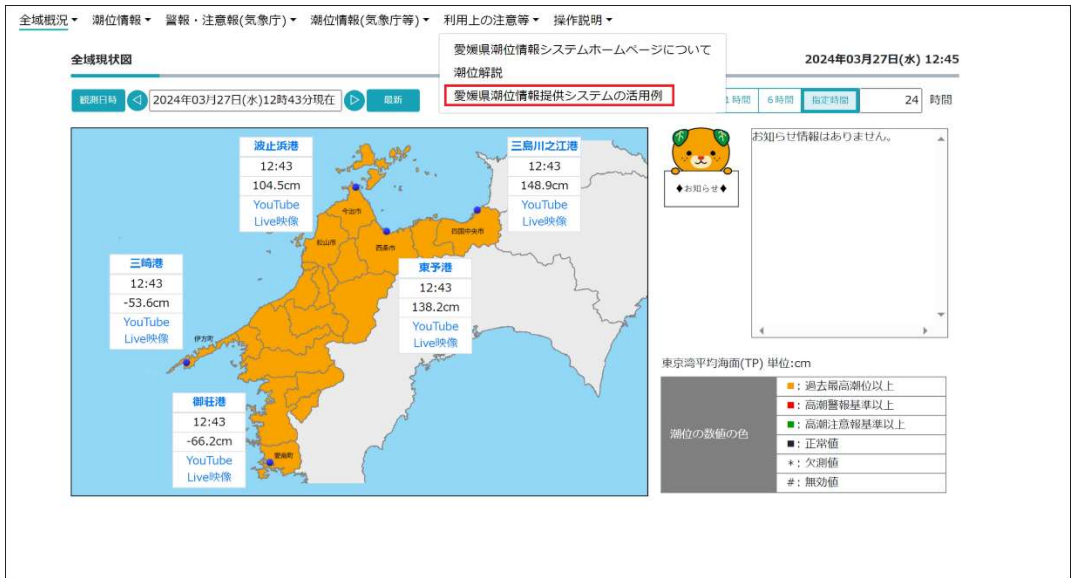 全域概況▼ 潮位情報▼ 警報・注意報(気象庁)▼ 潮位情報(気象庁等)▼ 利用上の注意等▼ 操作説明▼
愛媛県潮位情報システムホームページについて
潮位解説
愛媛県潮位情報提供システムの活用例
全域現状図
2024年03月27日(水) 12:45
観測日時 2024年03月27日(水)12時43分現在 最新
1時間 6時間 指定時間 24 時間
波止浜港
12:43
104.5cm
YouTube
Live映像
三島川之江港
12:43
148.9cm
YouTube
Live映像
今治市
松山市
西条市
四国中央市
三崎港
12:43
-53.6cm
YouTube
Live映像
伊方町
東予港
12:43
138.2cm
YouTube
Live映像
御荘港
12:43
-66.2cm
YouTube
Live映像
愛南町
◆お知らせ◆
お知らせ情報はありません。
東京湾平均海面(TP) 単位:cm
潮位の数値の色
■: 過去最高潮位以上
■: 高潮警報基準以上
■: 高潮注意報基準以上
■: 正常値
*: 欠測値
#: 無効値